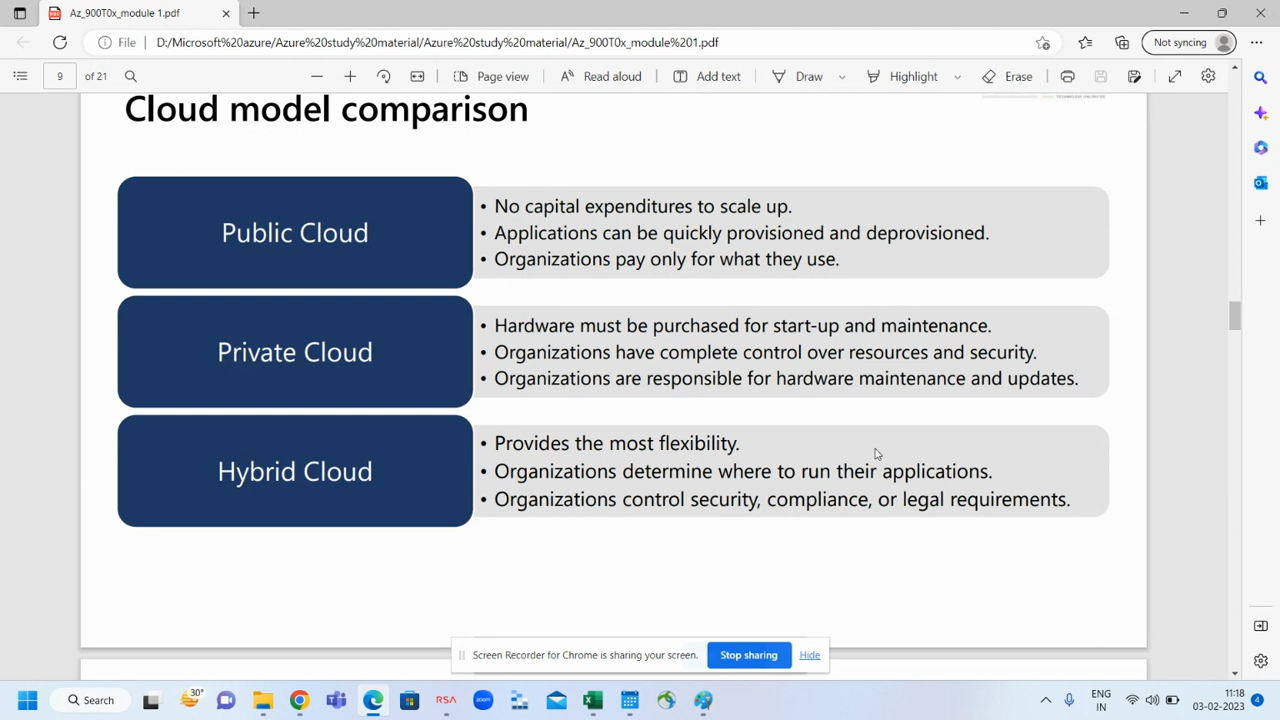 Az_900T0x_module 1.pdf
File
D:/Microsoft%20azure/Azure%20study%20material/Azure%20study%20material/Az_900T0x_module%201.pdf
Not syncing
9 of 21
Page view
Read aloud
Add text
Draw
Highlight
Erase
Cloud model comparison
Public Cloud
• No capital expenditures to scale up.
• Applications can be quickly provisioned and deprovisioned.
• Organizations pay only for what they use.
Private Cloud
• Hardware must be purchased for start-up and maintenance.
• Organizations have complete control over resources and security.
• Organizations are responsible for hardware maintenance and updates.
Hybrid Cloud
• Provides the most flexibility.
• Organizations determine where to run their applications.
• Organizations control security, compliance, or legal requirements.
Screen Recorder for Chrome is sharing your screen.
Stop sharing
Hide
Search
30°
RSA
zoom
ENG
IN
11:18
03-02-2023
4